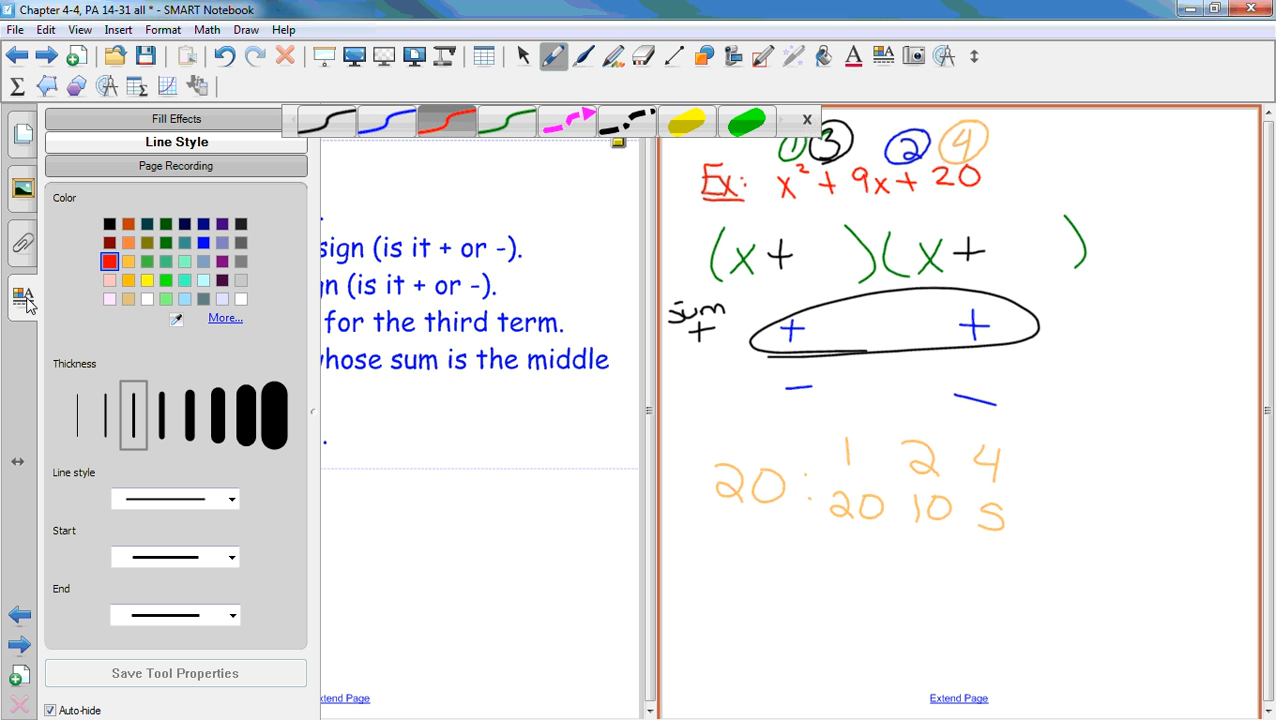 Chapter 4-4, PA 14-31 all * - SMART Notebook
File Edit View Insert Format Math Draw Help
Fill Effects
Line Style
Page Recording
Color
More...
Thickness
Line style
Start
End
Save Tool Properties
Auto-hide
.
sign (is it + or -).
gn (is it + or -).
for the third term.
whose sum is the middle
.
xtend Page
1 3 2 4
Ex: x² + 9x + 20
(x + )(x + )
sum
+ + +
− −
1 2 4
20 :
20 10 5
Extend Page